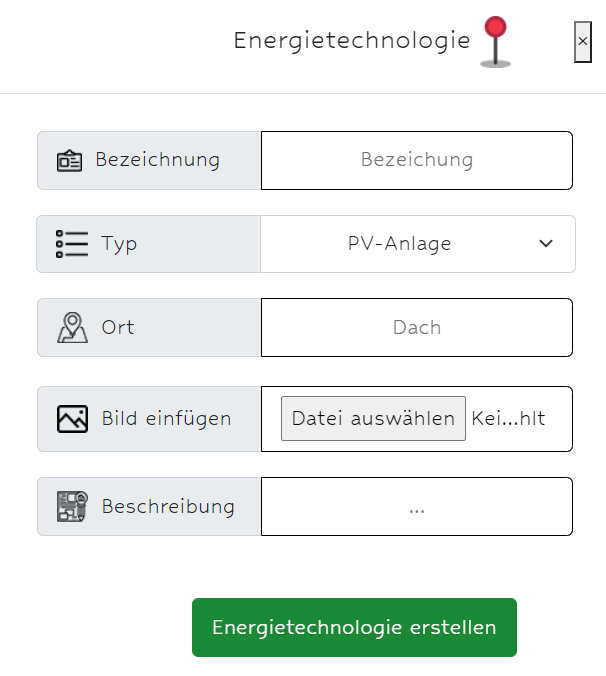 Energietechnologie
×
Bezeichnung Bezeichung
Typ PV-Anlage
Ort Dach
Bild einfügen Datei auswählen Kei...hlt
Beschreibung ...
Energietechnologie erstellen